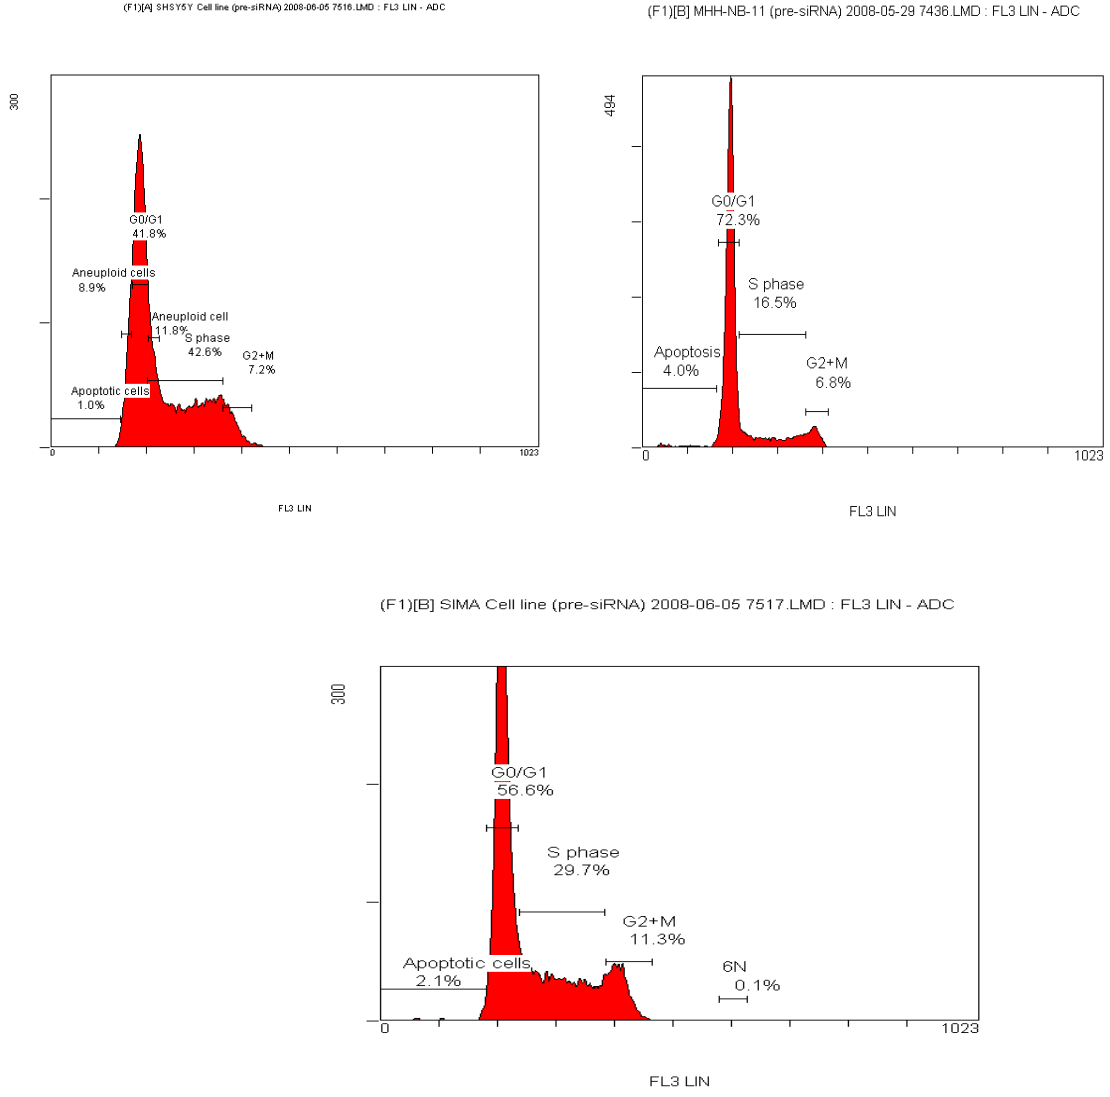 (F1)[A] SHSY5Y Cell line (pre-siRNA) 2008-06-05 7516.LMD : FL3 LIN - ADC
300
G0/G1
41.8%
Aneuploid cells
8.9%
Aneuploid cell
11.8%
S phase
42.6%
G2+M
7.2%
Apoptotic cells
1.0%
0
1023
FL3 LIN
(F1)[B] MHH-NB-11 (pre-siRNA) 2008-05-29 7436.LMD : FL3 LIN - ADC
494
G0/G1
72.3%
S phase
16.5%
Apoptosis
4.0%
G2+M
6.8%
0
1023
FL3 LIN
(F1)[B] SIMA Cell line (pre-siRNA) 2008-06-05 7517.LMD : FL3 LIN - ADC
300
G0/G1
56.6%
S phase
29.7%
G2+M
11.3%
Apoptotic cells
2.1%
6N
0.1%
0
1023
FL3 LIN